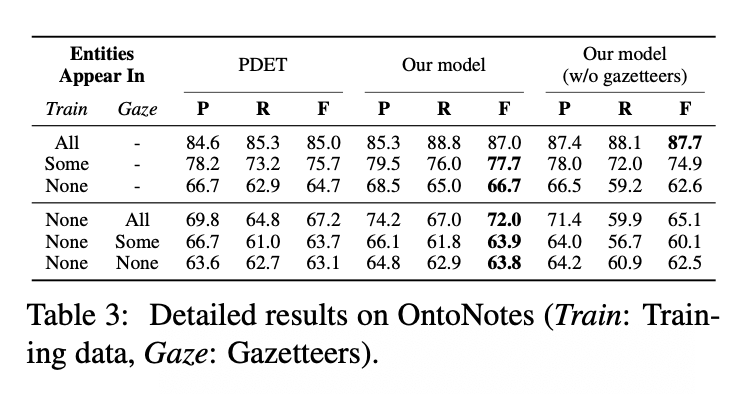 Entities Appear In PDET Our model Our model (w/o gazetteers)
Train Gaze P R F P R F P R F
All - 84.6 85.3 85.0 85.3 88.8 87.0 87.4 88.1 87.7
Some - 78.2 73.2 75.7 79.5 76.0 77.7 78.0 72.0 74.9
None - 66.7 62.9 64.7 68.5 65.0 66.7 66.5 59.2 62.6
None All 69.8 64.8 67.2 74.2 67.0 72.0 71.4 59.9 65.1
None Some 66.7 61.0 63.7 66.1 61.8 63.9 64.0 56.7 60.1
None None 63.6 62.7 63.1 64.8 62.9 63.8 64.2 60.9 62.5
Table 3: Detailed results on OntoNotes (Train: Train-
ing data, Gaze: Gazetteers).